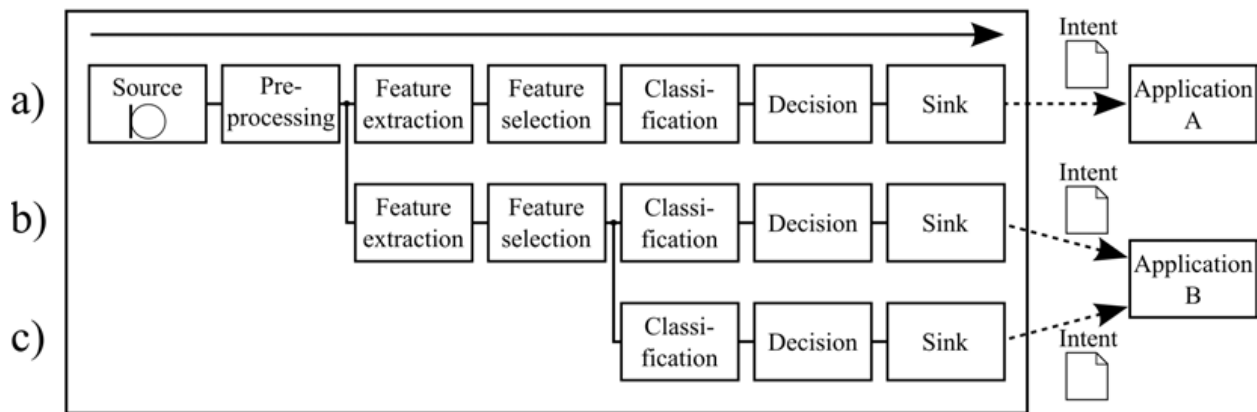 Intent
a)
Source
Pre-
processing
Feature
extraction
Feature
selection
Classi-
fication
Decision
Sink
Application
A
Intent
b)
Feature
extraction
Feature
selection
Classi-
fication
Decision
Sink
Application
B
c)
Classi-
fication
Decision
Sink
Intent